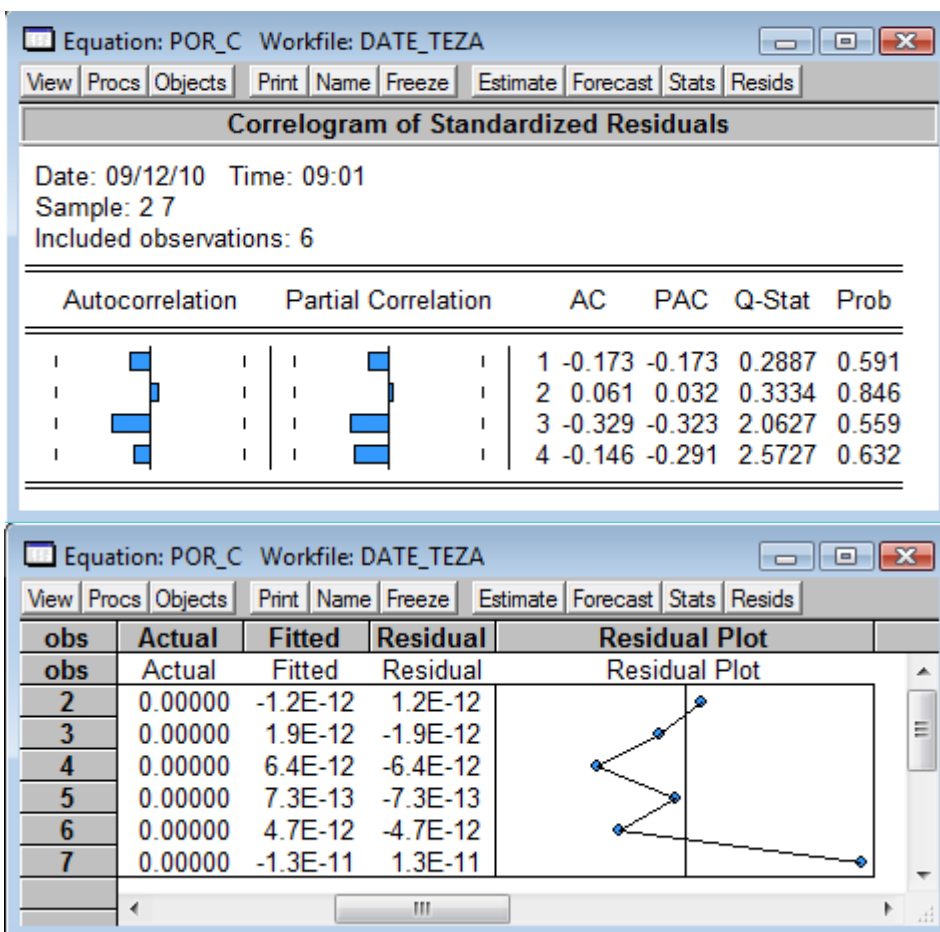 Equation: POR_C Workfile: DATE_TEZA
View Procs Objects Print Name Freeze Estimate Forecast Stats Resids
Correlogram of Standardized Residuals
Date: 09/12/10 Time: 09:01
Sample: 2 7
Included observations: 6
Autocorrelation Partial Correlation AC PAC Q-Stat Prob
1 -0.173 -0.173 0.2887 0.591
2 0.061 0.032 0.3334 0.846
3 -0.329 -0.323 2.0627 0.559
4 -0.146 -0.291 2.5727 0.632
Equation: POR_C Workfile: DATE_TEZA
View Procs Objects Print Name Freeze Estimate Forecast Stats Resids
obs Actual Fitted Residual Residual Plot
obs Actual Fitted Residual Residual Plot
2 0.00000 -1.2E-12 1.2E-12
3 0.00000 1.9E-12 -1.9E-12
4 0.00000 6.4E-12 -6.4E-12
5 0.00000 7.3E-13 -7.3E-13
6 0.00000 4.7E-12 -4.7E-12
7 0.00000 -1.3E-11 1.3E-11